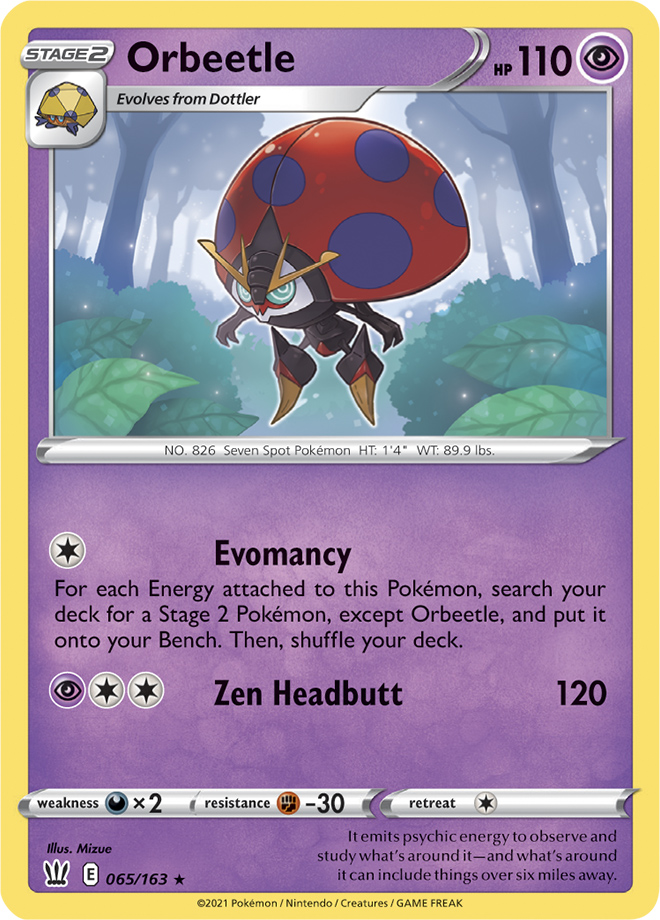 STAGE 2
Orbeetle
HP 110
Evolves from Dottler
NO. 826 Seven Spot Pokémon HT: 1'4" WT: 89.9 lbs.
Evomancy
For each Energy attached to this Pokémon, search your
deck for a Stage 2 Pokémon, except Orbeetle, and put it
onto your Bench. Then, shuffle your deck.
Zen Headbutt 120
weakness ×2 resistance -30 retreat
Illus. Mizue
E 065/163 ★
It emits psychic energy to observe and
study what's around it—and what's around
it can include things over six miles away.
©2021 Pokémon / Nintendo / Creatures / GAME FREAK